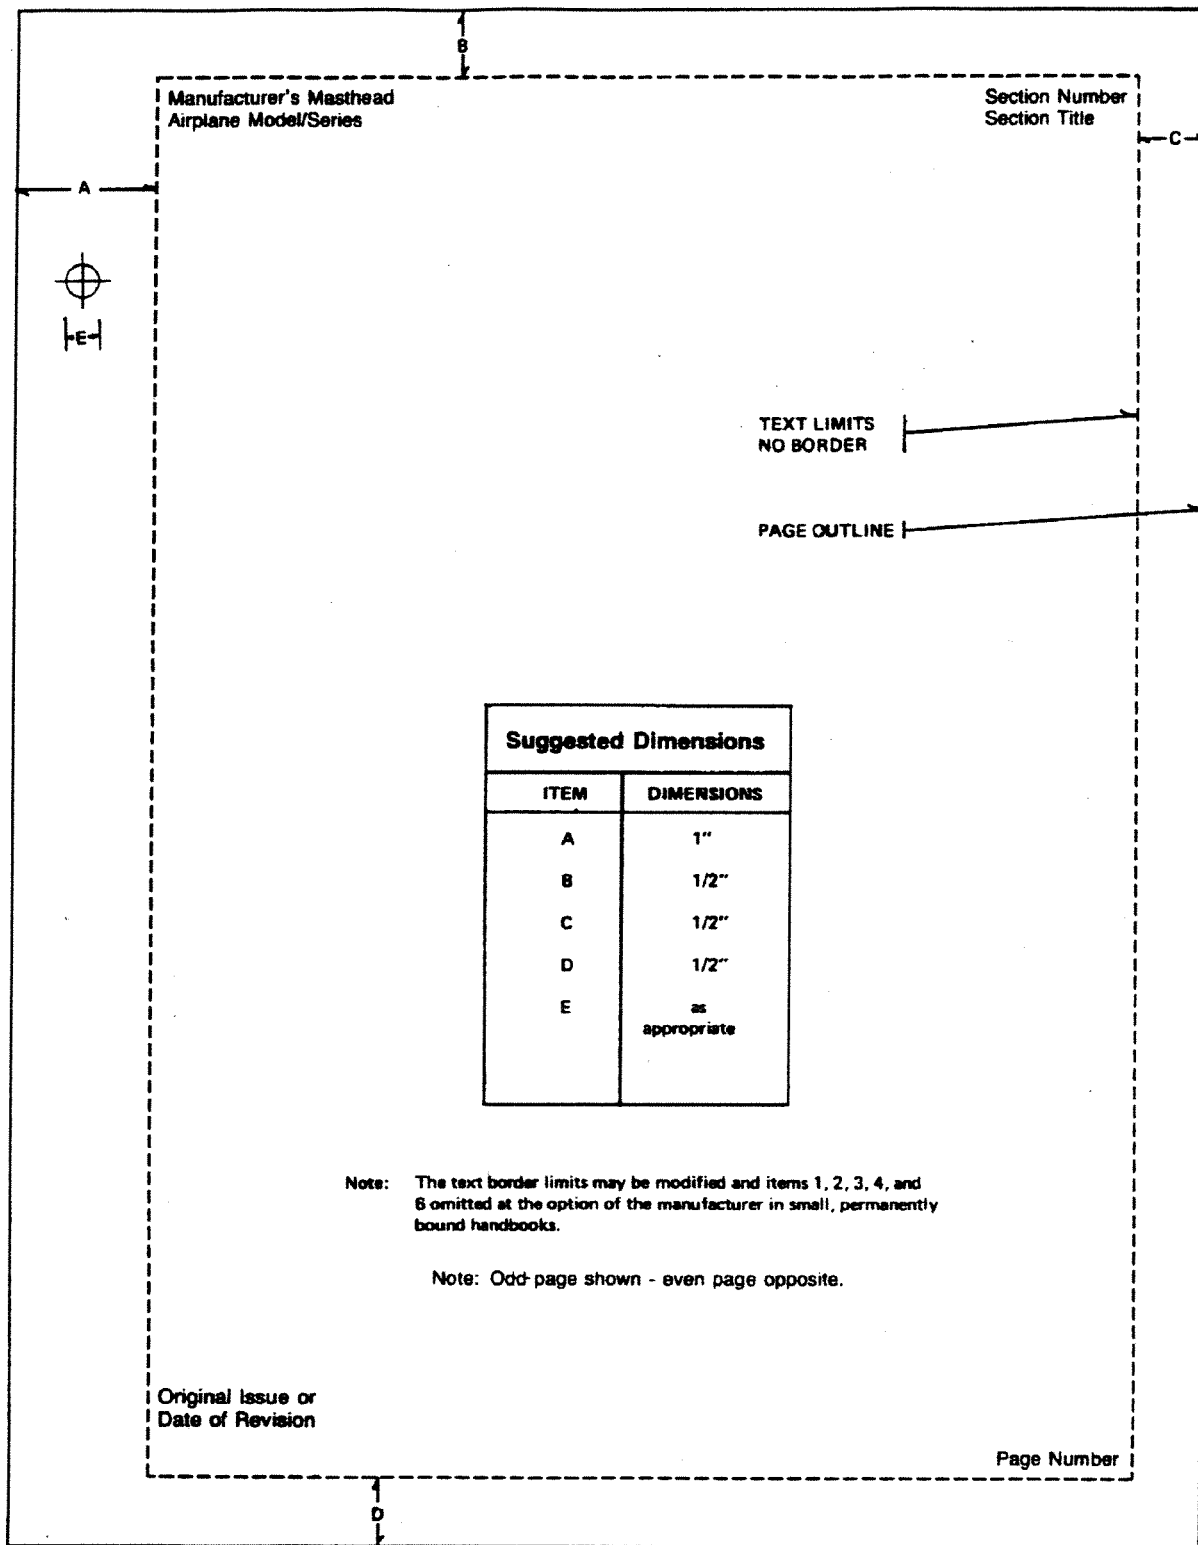 B
Manufacturer's Masthead
Airplane Model/Series
Section Number
Section Title
C
A
E
TEXT LIMITS
NO BORDER
PAGE OUTLINE
Suggested Dimensions
ITEM DIMENSIONS
A 1"
B 1/2"
C 1/2"
D 1/2"
E as
appropriate
Note: The text border limits may be modified and items 1, 2, 3, 4, and
6 omitted at the option of the manufacturer in small, permanently
bound handbooks.
Note: Odd page shown - even page opposite.
Original Issue or
Date of Revision
Page Number
D